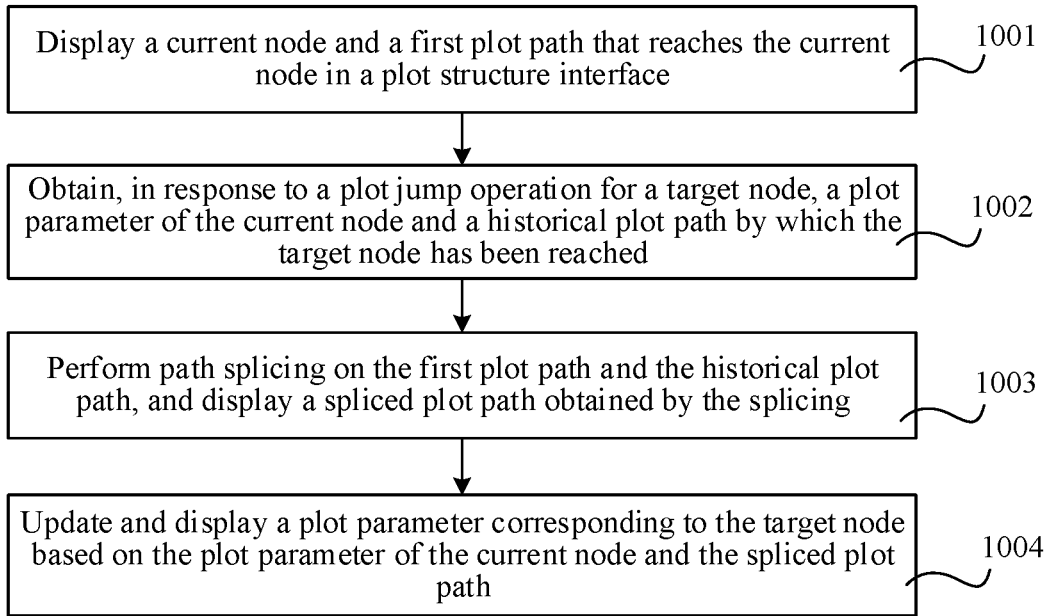 Display a current node and a first plot path that reaches the current
node in a plot structure interface
1001
Obtain, in response to a plot jump operation for a target node, a plot
parameter of the current node and a historical plot path by which the
target node has been reached
1002
Perform path splicing on the first plot path and the historical plot
path, and display a spliced plot path obtained by the splicing
1003
Update and display a plot parameter corresponding to the target node
based on the plot parameter of the current node and the spliced plot
path
1004